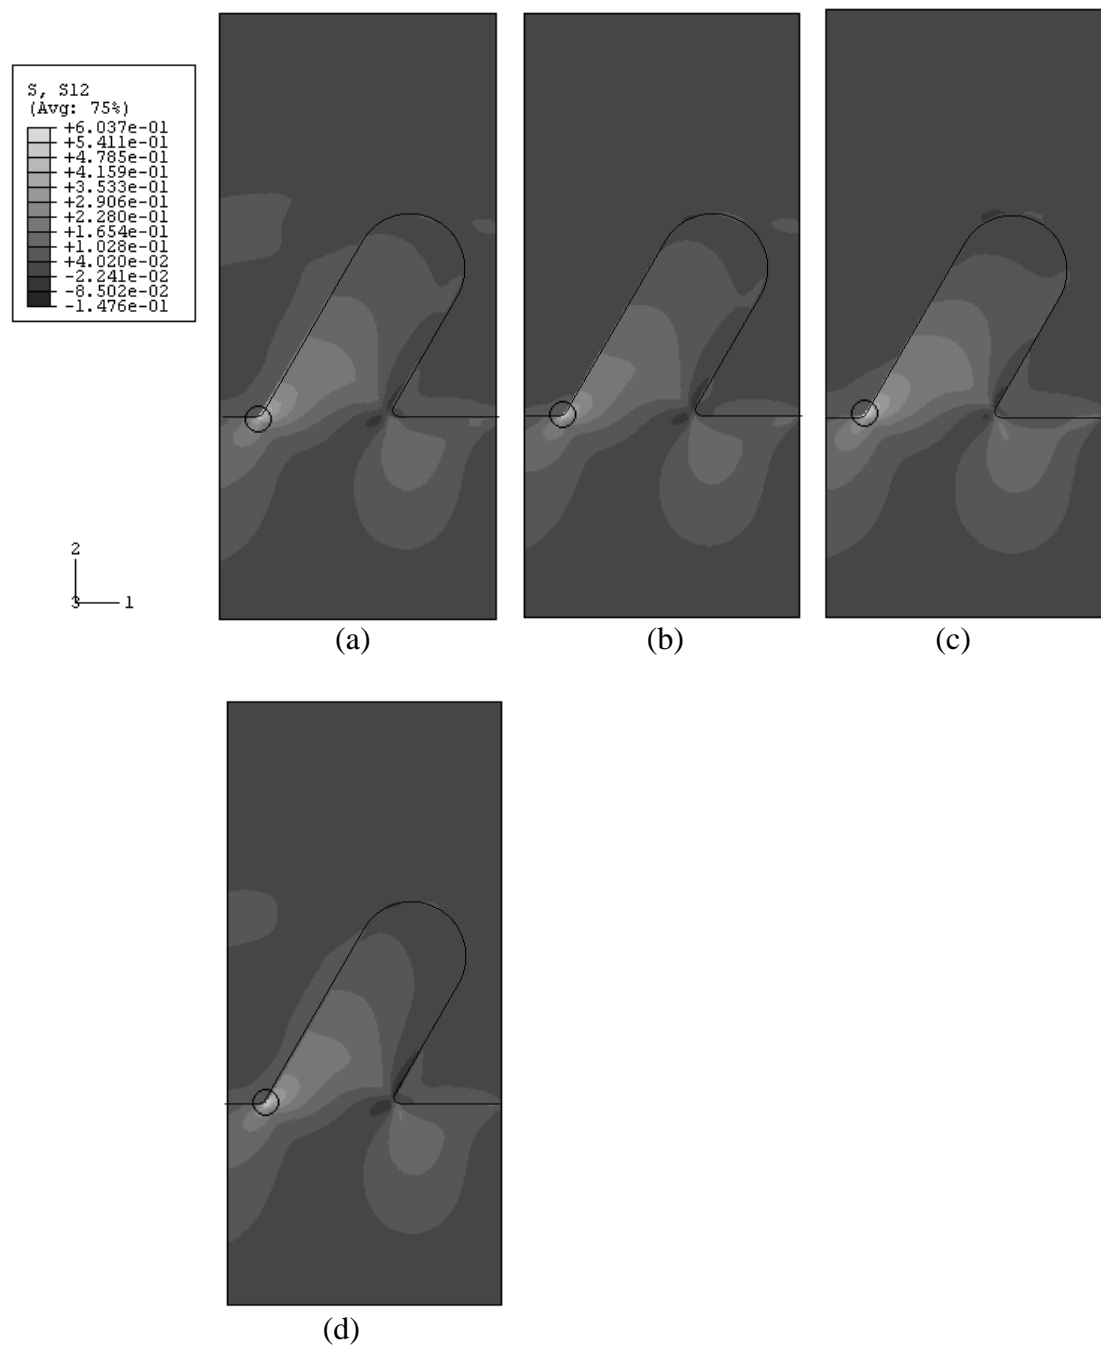 S, S12
(Avg: 75%)
+6.037e-01
+5.411e-01
+4.785e-01
+4.159e-01
+3.533e-01
+2.906e-01
+2.280e-01
+1.654e-01
+1.028e-01
+4.020e-02
-2.241e-02
-8.502e-02
-1.476e-01
2
3 1
(a) (b) (c)
(d)